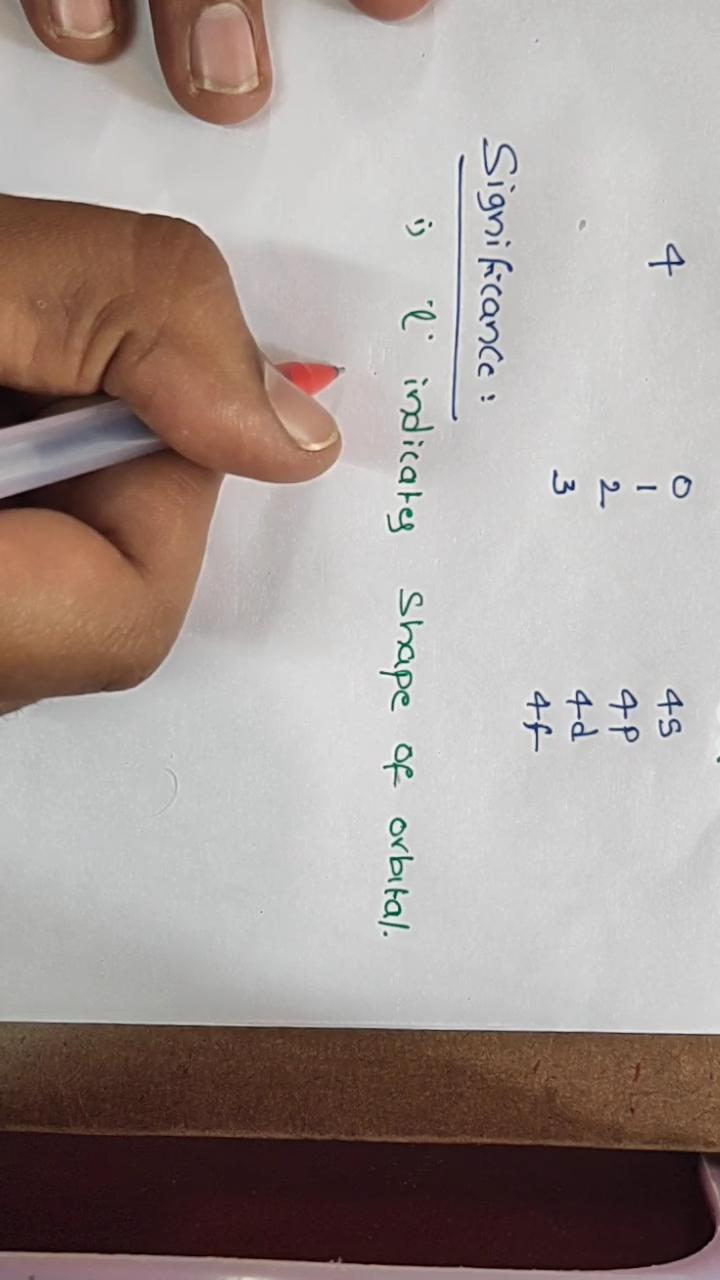 4 0 4s
1 4p
2 4d
3 4f
Significance:
i) 'l' indicates shape of orbital.